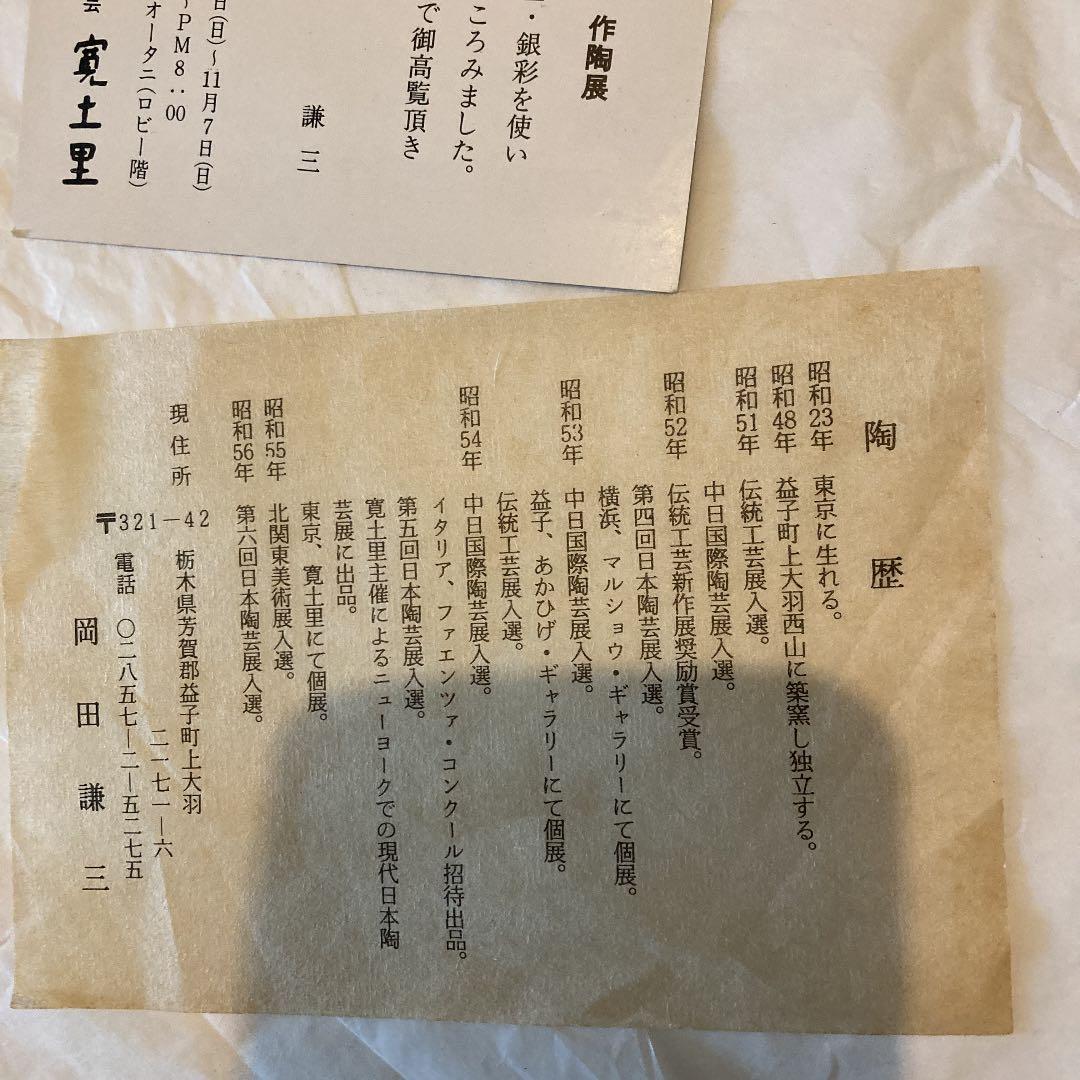 作陶展
・銀彩を使い
ころみました。
で御高覧頂き
謙三
(日)～11月7日(日)
PM8:00
オータニ(ロビー階)
寛土里
陶歴
昭和23年 東京に生れる。
昭和48年 益子町上大羽西山に築窯し独立する。
昭和51年 伝統工芸展入選。
中日国際陶芸展入選。
昭和52年 伝統工芸新作展奨励賞受賞。
第四回日本陶芸展入選。
横浜、マルショウ・ギャラリーにて個展。
昭和53年 中日国際陶芸展入選。
益子、あかひげ・ギャラリーにて個展。
伝統工芸展入選。
昭和54年 中日国際陶芸展入選。
イタリア、ファエンツァ・コンクール招待出品。
第五回日本陶芸展入選。
寛土里主催によるニューヨークでの現代日本陶
芸展に出品。
東京、寛土里にて個展。
昭和55年 北関東美術展入選。
昭和56年 第六回日本陶芸展入選。
現住所 栃木県芳賀郡益子町上大羽
二一七一―六
〒321―42
電話 〇二八五七―二―五二七五
岡田謙三